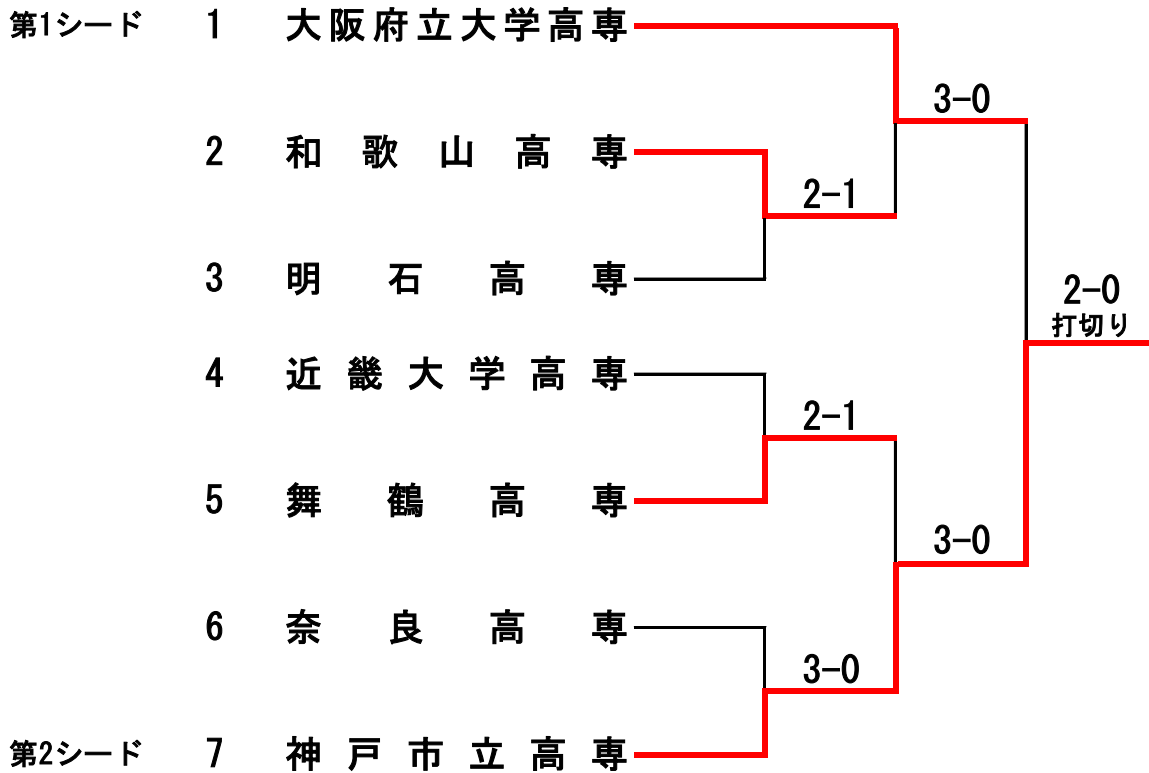 第1シード 1 大阪府立大学高専
3-0
2 和歌山高専
2-1
3 明石高専
2-0
打切り
4 近畿大学高専
2-1
5 舞鶴高専
3-0
6 奈良高専
3-0
第2シード 7 神戸市立高専